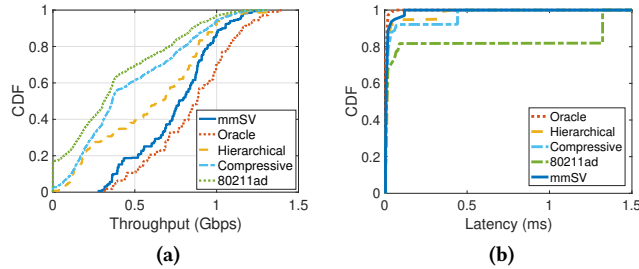 1
0.8
0.6
0.4
0.2
0
CDF
0 0.5 1 1.5
Throughput (Gbps)
mmSV
Oracle
Hierarchical
Compressive
80211ad
(a)
1
0.8
0.6
0.4
0.2
0
CDF
0 0.5 1 1.5
Latency (ms)
Oracle
Hierarchical
Compressive
80211ad
mmSV
(b)